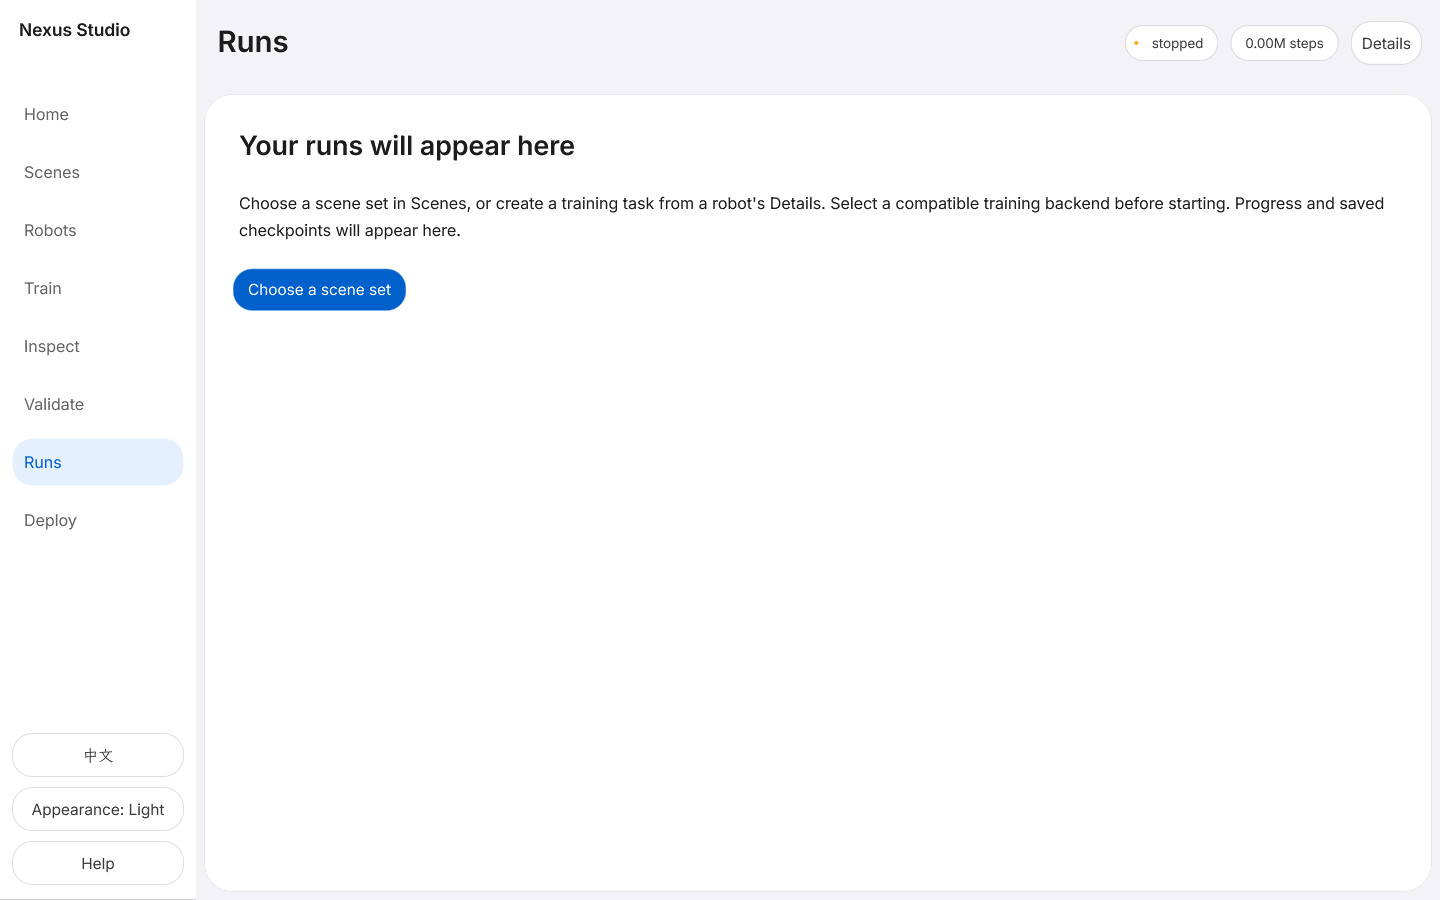 Nexus Studio
Home
Scenes
Robots
Train
Inspect
Validate
Runs
Deploy
中文
Appearance: Light
Help
Runs
stopped
0.00M steps
Details
Your runs will appear here
Choose a scene set in Scenes, or create a training task from a robot's Details. Select a compatible training backend before starting. Progress and saved
checkpoints will appear here.
Choose a scene set